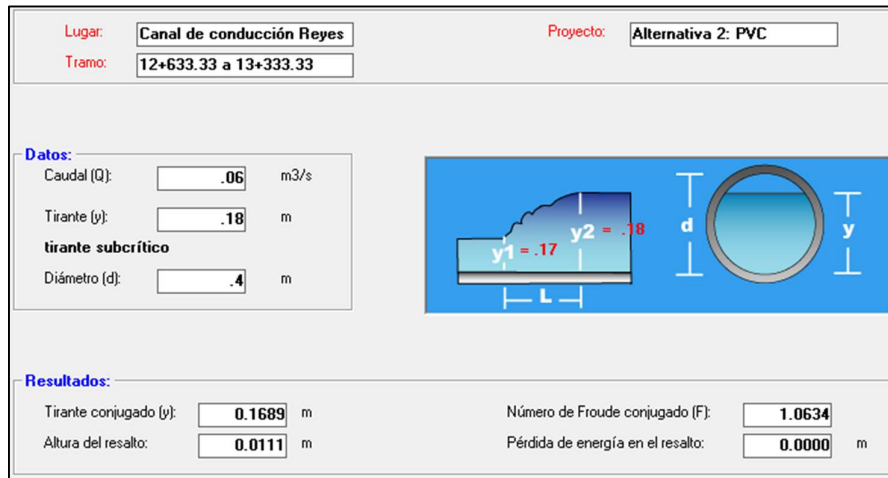 Lugar: Canal de conducción Reyes Proyecto: Alternativa 2: PVC
Tramo: 12+633.33 a 13+333.33
Datos:
Caudal (Q): .06 m3/s
Tirante (y): .18 m
tirante subcrítico
Diámetro (d): .4 m
y1 = .17
y2 = .18
L
d
y
Resultados:
Tirante conjugado (y): 0.1689 m Número de Froude conjugado (F): 1.0634
Altura del resalto: 0.0111 m Pérdida de energía en el resalto: 0.0000 m